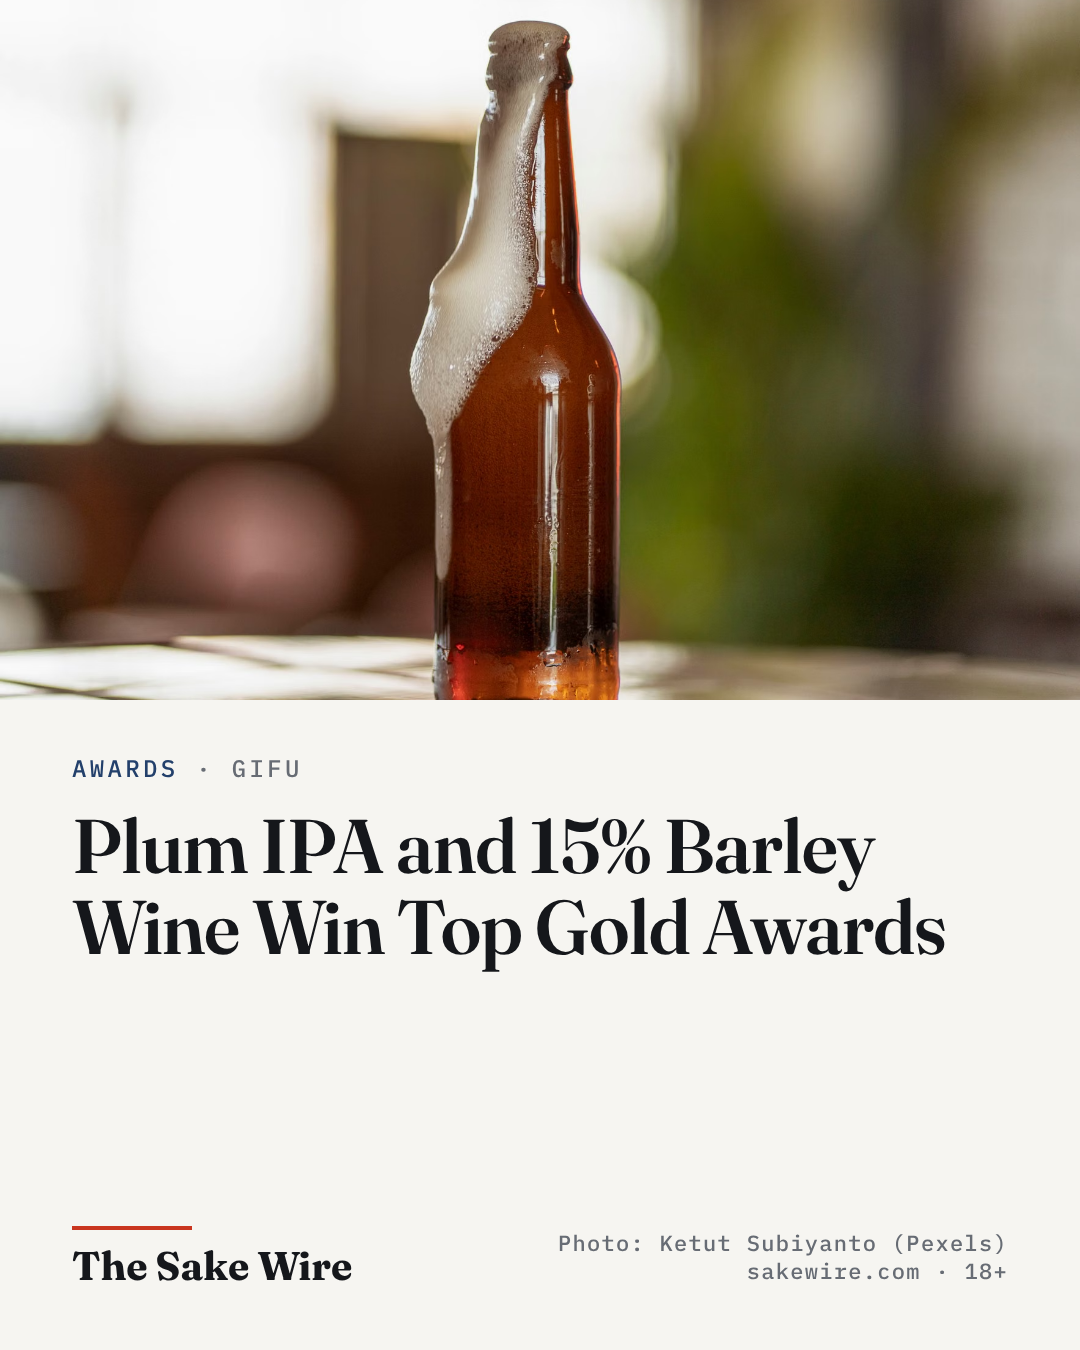 AWARDS · GIFU
Plum IPA and 15% Barley
Wine Win Top Gold Awards
The Sake Wire
Photo: Ketut Subiyanto (Pexels)
sakewire.com · 18+